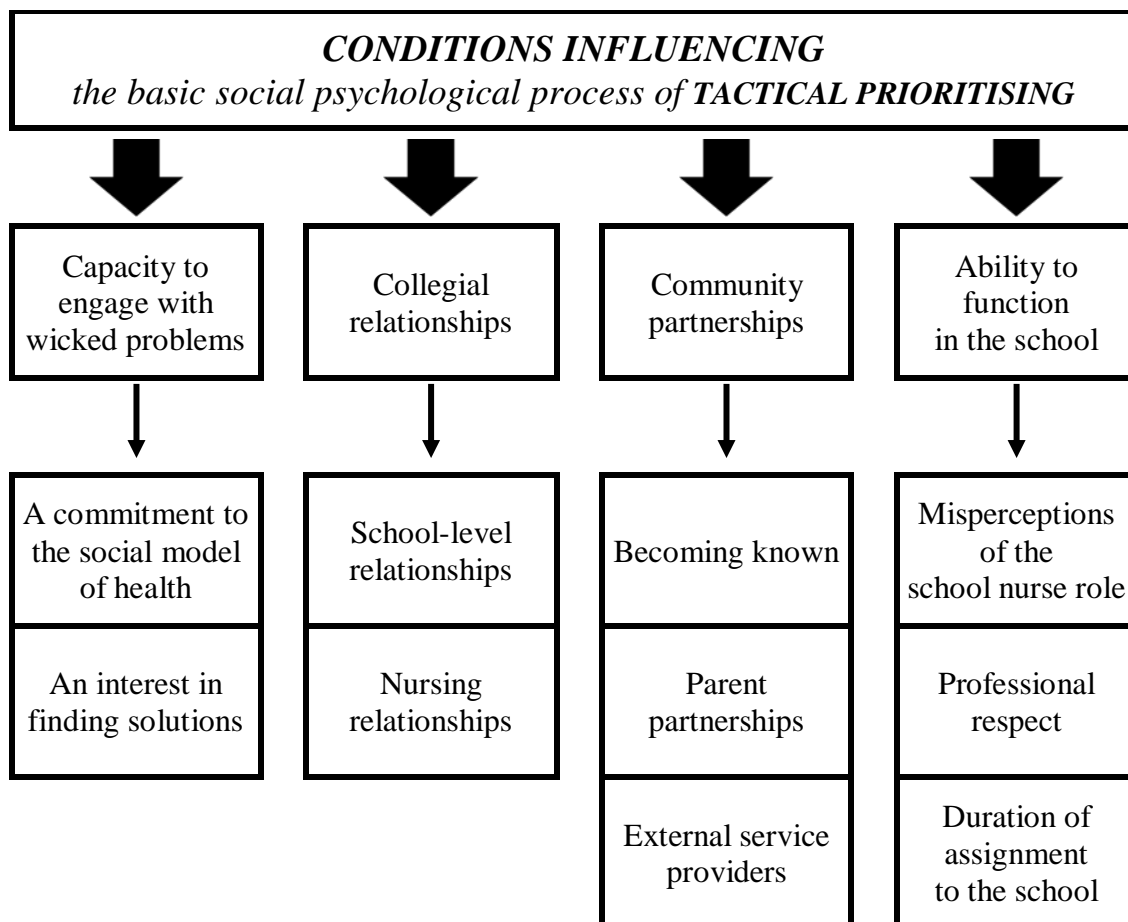 CONDITIONS INFLUENCING
the basic social psychological process of TACTICAL PRIORITISING
Capacity to
engage with
wicked problems
Collegial
relationships
Community
partnerships
Ability to
function
in the school
A commitment to
the social model
of health
School-level
relationships
Becoming known
Misperceptions
of the
school nurse role
An interest in
finding solutions
Nursing
relationships
Parent
partnerships
Professional
respect
External service
providers
Duration of
assignment
to the school